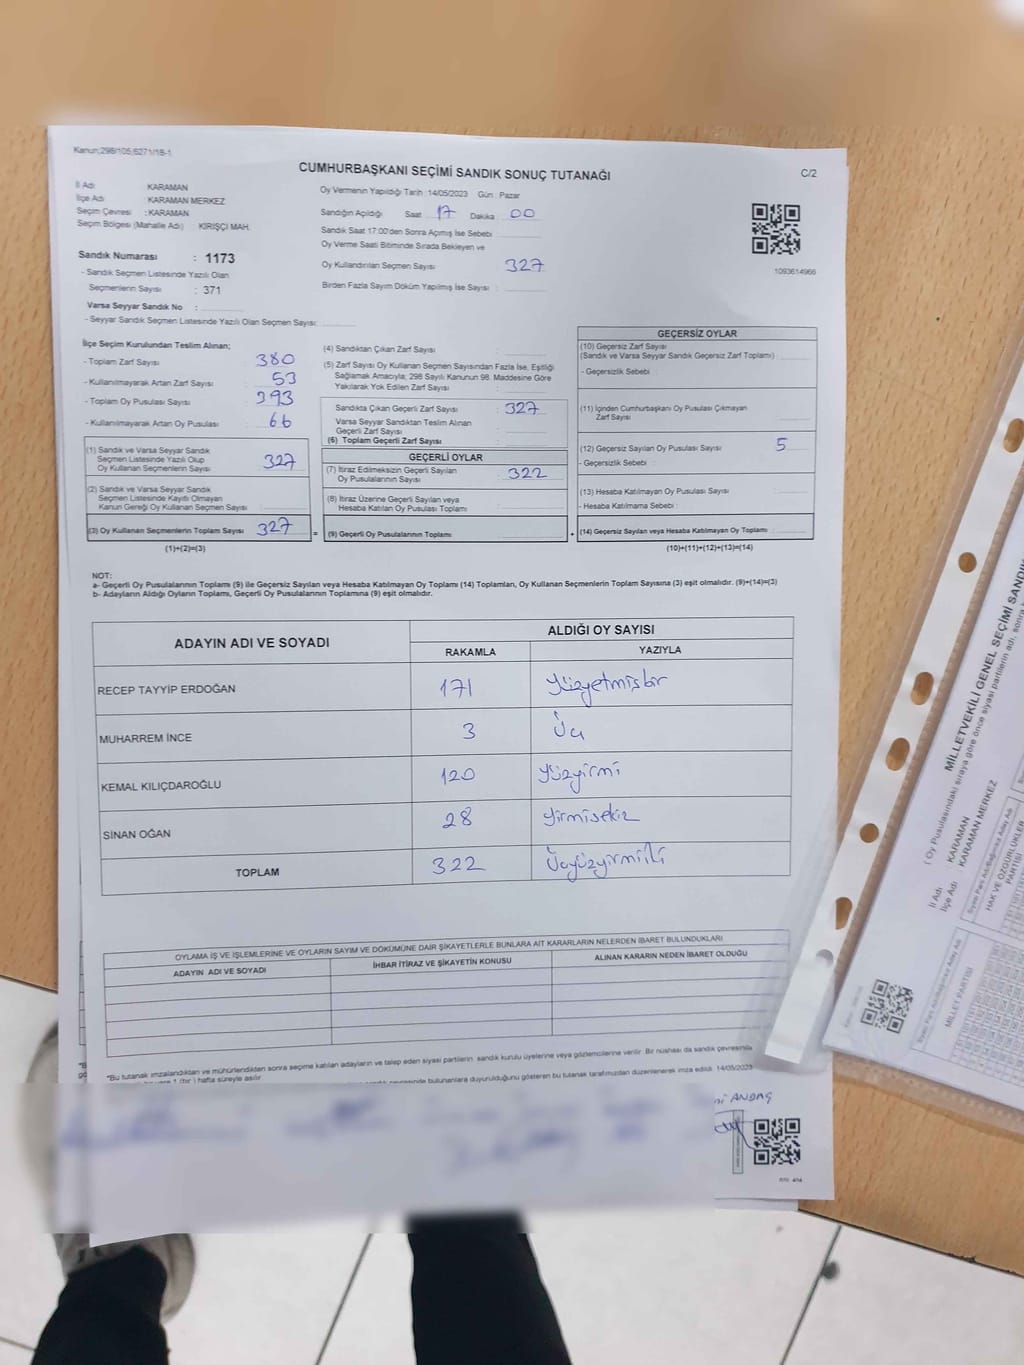 Kanun;298/105;6271/18-1
CUMHURBAŞKANI SEÇİMİ SANDIK SONUÇ TUTANAĞI
C/2
İl Adı KARAMAN
İlçe Adı : KARAMAN MERKEZ
Seçim Çevresi : KARAMAN
Seçim Bölgesi (Mahalle Adı) KİRİŞÇİ MAH.
Sandık Numarası : 1173
- Sandık Seçmen Listesinde Yazılı Olan
Seçmenlerin Sayısı : 371
Varsa Seyyar Sandık No :
- Seyyar Sandık Seçmen Listesinde Yazılı Olan Seçmen Sayısı:
Oy Vermenin Yapıldığı Tarih :14/05/2023 Gün : Pazar
Sandığın Açıldığı Saat 17 Dakika 00
Sandık Saat 17:00'den Sonra Açılmış İse Sebebi
Oy Verme Saati Bitiminde Sırada Bekleyen ve
Oy Kullandırılan Seçmen Sayısı 327
Birden Fazla Sayım Döküm Yapılmış İse Sayısı :
1093614966
İlçe Seçim Kurulundan Teslim Alınan;
- Toplam Zarf Sayısı : 380
- Kullanılmayarak Artan Zarf Sayısı : 53
- Toplam Oy Pusulası Sayısı : 393
- Kullanılmayarak Artan Oy Pusulası : 66
(1) Sandık ve Varsa Seyyar Sandık
Seçmen Listesinde Yazılı Olup
Oy Kullanan Seçmenlerin Sayısı : 327
(2) Sandık ve Varsa Seyyar Sandık
Seçmen Listesinde Kayıtlı Olmayan
Kanun Gereği Oy Kullanan Seçmen Sayısı :
(3) Oy Kullanan Seçmenlerin Toplam Sayısı 327 =
(1)+(2)=(3)
(4) Sandıktan Çıkan Zarf Sayısı :
(5) Zarf Sayısı Oy Kullanan Seçmen Sayısından Fazla İse, Eşitliği
Sağlamak Amacıyla; 298 Sayılı Kanunun 98. Maddesine Göre
Yakılarak Yok Edilen Zarf Sayısı :
Sandıkta Çıkan Geçerli Zarf Sayısı : 327
Varsa Seyyar Sandıktan Teslim Alınan
Geçerli Zarf Sayısı :
(6) Toplam Geçerli Zarf Sayısı :
GEÇERLİ OYLAR
(7) İtiraz Edilmeksizin Geçerli Sayılan
Oy Pusulalarının Sayısı : 322
(8) İtiraz Üzerine Geçerli Sayılan veya
Hesaba Katılan Oy Pusulası Toplamı :
(9) Geçerli Oy Pusulalarının Toplamı : +
GEÇERSİZ OYLAR
(10) Geçersiz Zarf Sayısı
(Sandık ve Varsa Seyyar Sandık Geçersiz Zarf Toplamı) :
- Geçersizlik Sebebi :
(11) İçinden Cumhurbaşkanı Oy Pusulası Çıkmayan
Zarf Sayısı :
(12) Geçersiz Sayılan Oy Pusulası Sayısı : 5
- Geçersizlik Sebebi :
(13) Hesaba Katılmayan Oy Pusulası Sayısı :
- Hesaba Katılmama Sebebi :
(14) Geçersiz Sayılan veya Hesaba Katılmayan Oy Toplamı :
(10)+(11)+(12)+(13)=(14)
NOT:
a- Geçerli Oy Pusulalarının Toplamı (9) ile Geçersiz Sayılan veya Hesaba Katılmayan Oy Toplamı (14) Toplamları, Oy Kullanan Seçmenlerin Toplam Sayısına (3) eşit olmalıdır. (9)+(14)=(3)
b- Adayların Aldığı Oyların Toplamı, Geçerli Oy Pusulalarının Toplamına (9) eşit olmalıdır.
ADAYIN ADI VE SOYADI ALDIĞI OY SAYISI
RAKAMLA YAZIYLA
RECEP TAYYİP ERDOĞAN 171 Yüzyetmişbir
MUHARREM İNCE 3 Üç
KEMAL KILIÇDAROĞLU 120 Yüzyirmi
SİNAN OĞAN 28 Yirmisekiz
TOPLAM 322 Üçyüzyirmiiki
OYLAMA İŞ VE İŞLEMLERİNE VE OYLARIN SAYIM VE DÖKÜMÜNE DAİR ŞİKAYETLERLE BUNLARA AİT KARARLARIN NELERDEN İBARET BULUNDUKLARI
ADAYIN ADI VE SOYADI İHBAR İTİRAZ VE ŞİKAYETİN KONUSU ALINAN KARARIN NEDEN İBARET OLDUĞU
*Bu tutanak imzalandıktan ve mühürlendikten sonra seçime katılan adayların ve talep eden siyasi partilerin sandık kurulu üyelerine veya gözlemcilerine verilir. Bir nüshası da sandık çevresinde
(bir) hafta süreyle asılır.
bulunanlara duyurulduğunu gösteren bu tutanak tarafımızdan düzenlenerek imza edildi. 14/05/2023
ANDAÇ
MİLLETVEKİLİ GENEL SEÇİMİ SANDIK
( Oy Pusulasındaki sıraya göre önce siyasi partilerin adı, sonra
İl Adı : KARAMAN
İlçe Adı : KARAMAN MERKEZ
HAK VE ÖZGÜRLÜKLER
PARTİSİ
MİLLET PARTİSİ